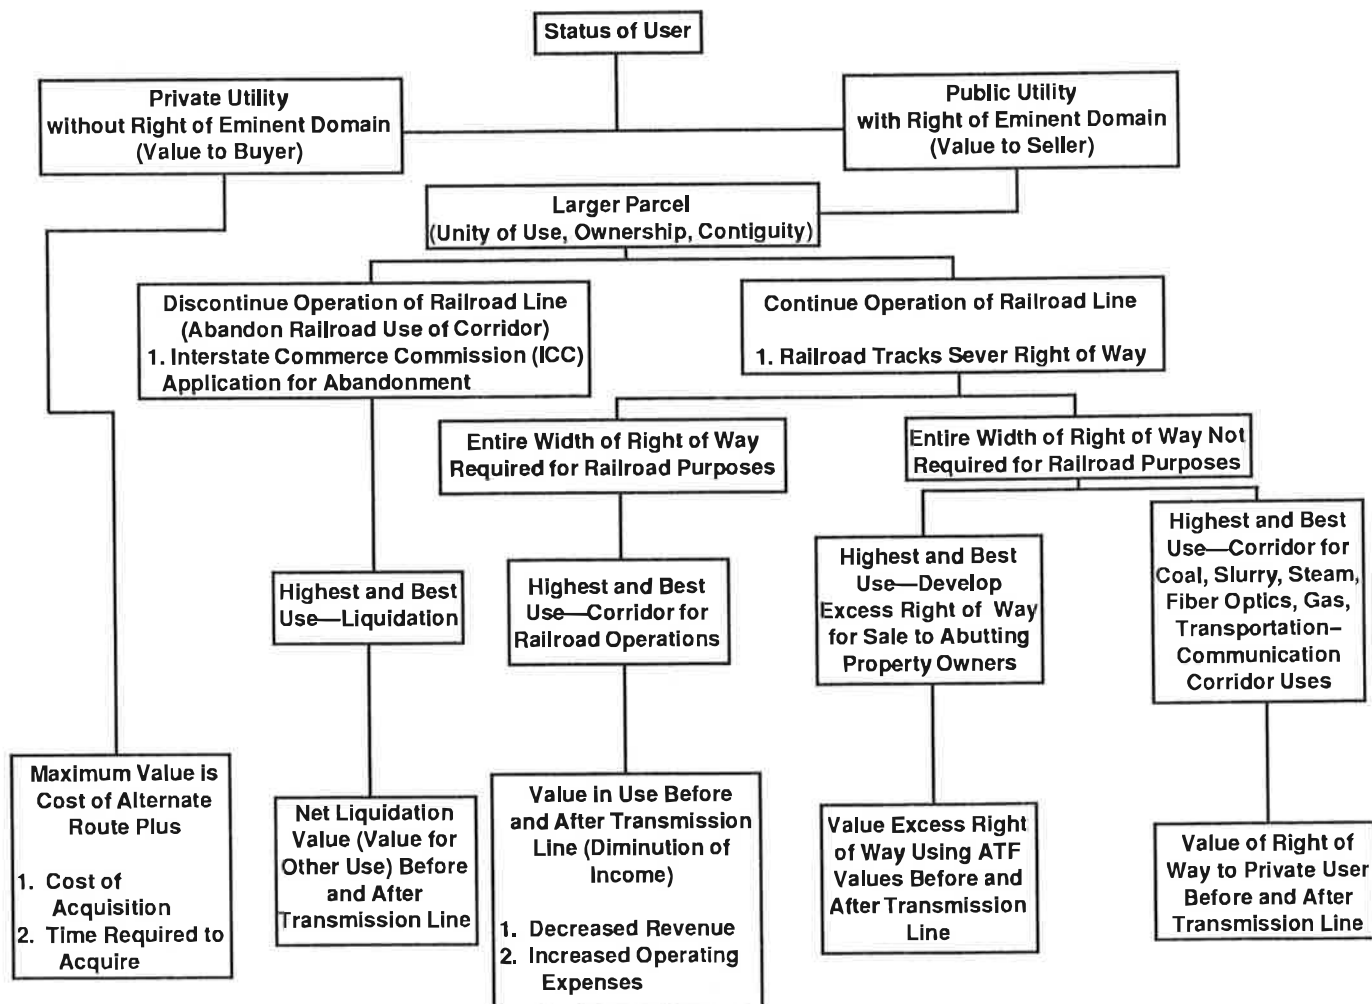 Status of User
Private Utility
without Right of Eminent Domain
(Value to Buyer)
Public Utility
with Right of Eminent Domain
(Value to Seller)
Larger Parcel
(Unity of Use, Ownership, Contiguity)
Discontinue Operation of Railroad Line
(Abandon Railroad Use of Corridor)
1. Interstate Commerce Commission (ICC)
Application for Abandonment
Continue Operation of Railroad Line
1. Railroad Tracks Sever Right of Way
Entire Width of Right of Way
Required for Railroad Purposes
Entire Width of Right of Way Not
Required for Railroad Purposes
Highest and Best
Use—Liquidation
Highest and Best
Use—Corridor for
Railroad Operations
Highest and Best
Use—Develop
Excess Right of Way
for Sale to Abutting
Property Owners
Highest and Best
Use—Corridor for
Coal, Slurry, Steam,
Fiber Optics, Gas,
Transportation–
Communication
Corridor Uses
Maximum Value is
Cost of Alternate
Route Plus
1. Cost of
Acquisition
2. Time Required to
Acquire
Net Liquidation
Value (Value for
Other Use) Before
and After
Transmission Line
Value in Use Before
and After Transmission
Line (Diminution of
Income)
1. Decreased Revenue
2. Increased Operating
Expenses
Value Excess Right
of Way Using ATF
Values Before and
After Transmission
Line
Value of Right of
Way to Private User
Before and After
Transmission Line